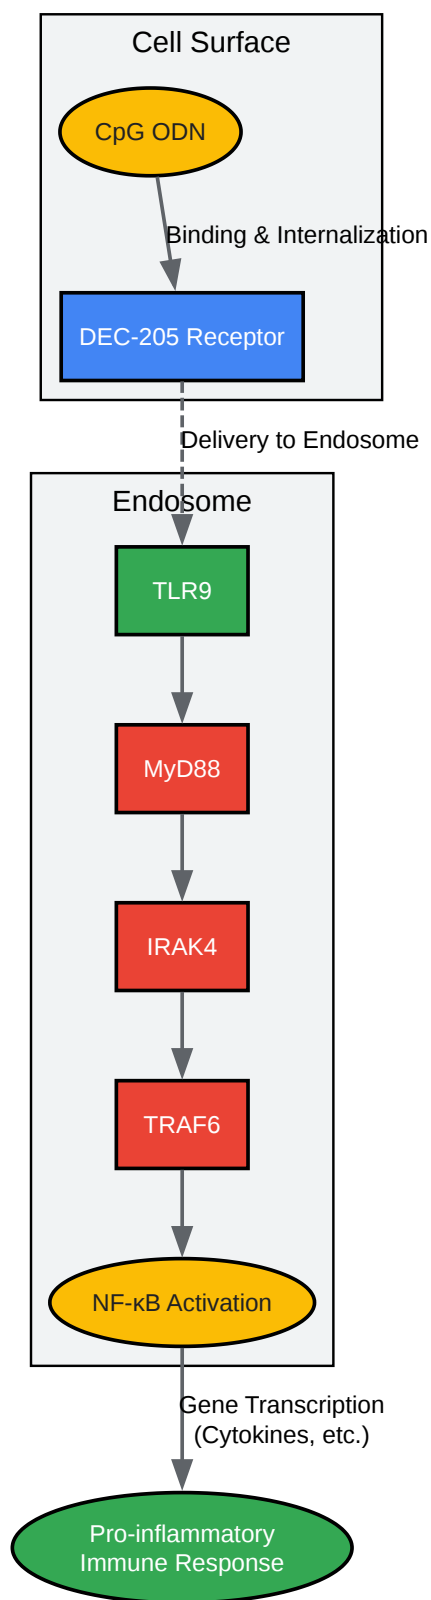 Cell Surface
CpG ODN
Binding & Internalization
DEC-205 Receptor
Delivery to Endosome
Endosome
TLR9
MyD88
IRAK4
TRAF6
NF-κB Activation
Gene Transcription
(Cytokines, etc.)
Pro-inflammatory
Immune Response